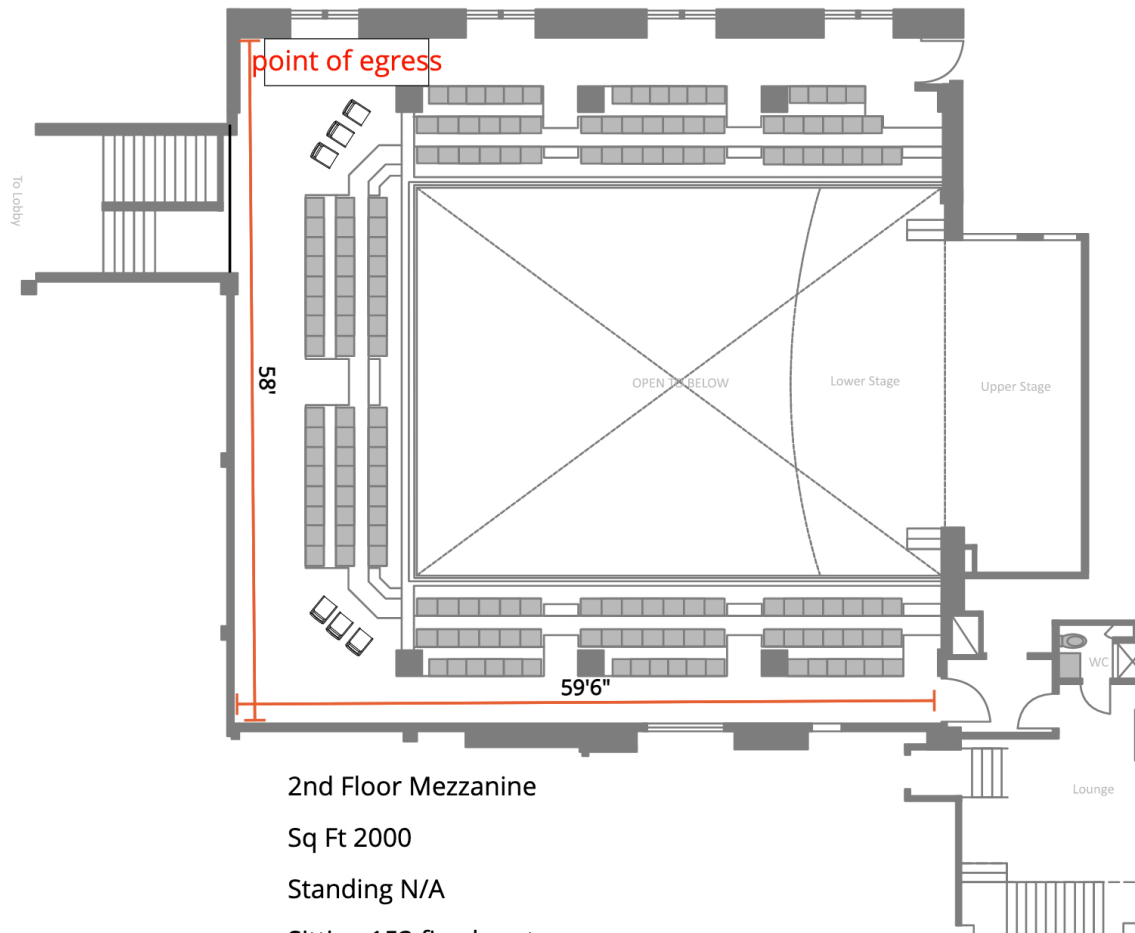 point of egress
To Lobby
58'
OPEN TO BELOW
Lower Stage
Upper Stage
59'6"
WC
Lounge
2nd Floor Mezzanine
Sq Ft 2000
Standing N/A